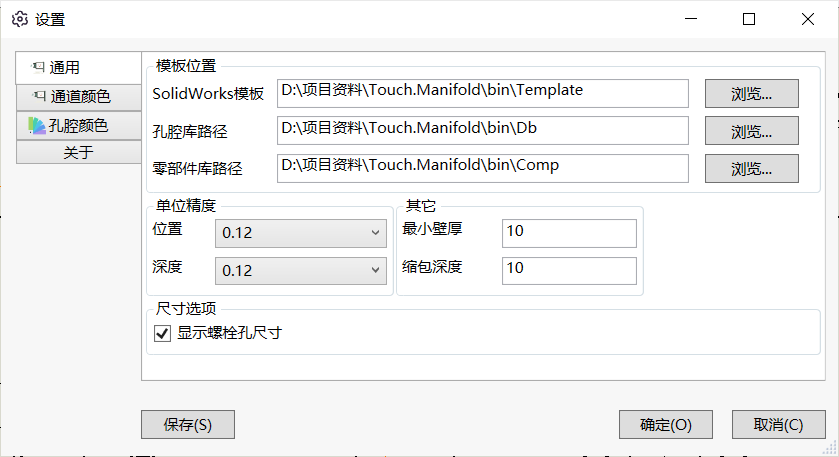 设置
通用
通道颜色
孔腔颜色
关于
模板位置
SolidWorks模板 D:\项目资料\Touch.Manifold\bin\Template 浏览...
孔腔库路径 D:\项目资料\Touch.Manifold\bin\Db 浏览...
零部件库路径 D:\项目资料\Touch.Manifold\bin\Comp 浏览...
单位精度
位置 0.12
深度 0.12
其它
最小壁厚 10
缩包深度 10
尺寸选项
显示螺栓孔尺寸
保存(S) 确定(O) 取消(C)